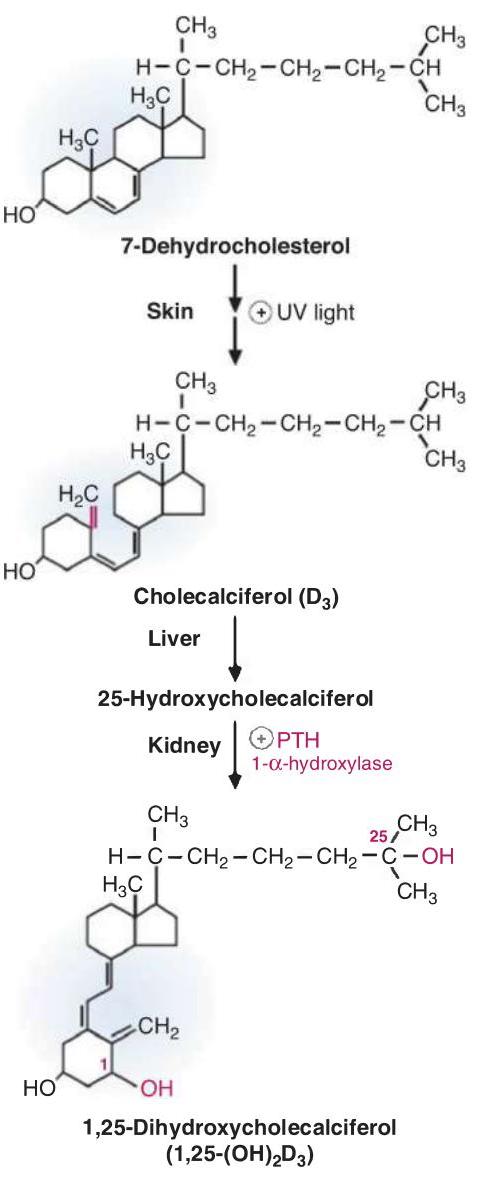 CH₃
CH₃
H–C–CH₂–CH₂–CH₂–CH
H₃C
CH₃
H₃C
HO
7-Dehydrocholesterol
Skin ⊕ UV light
CH₃
CH₃
H–C–CH₂–CH₂–CH₂–CH
H₃C
CH₃
H₂C
HO
Cholecalciferol (D₃)
Liver
25-Hydroxycholecalciferol
Kidney ⊕ PTH
1-α-hydroxylase
CH₃
25 CH₃
H–C–CH₂–CH₂–CH₂–C–OH
H₃C
CH₃
CH₂
1
HO OH
1,25-Dihydroxycholecalciferol
(1,25-(OH)₂D₃)